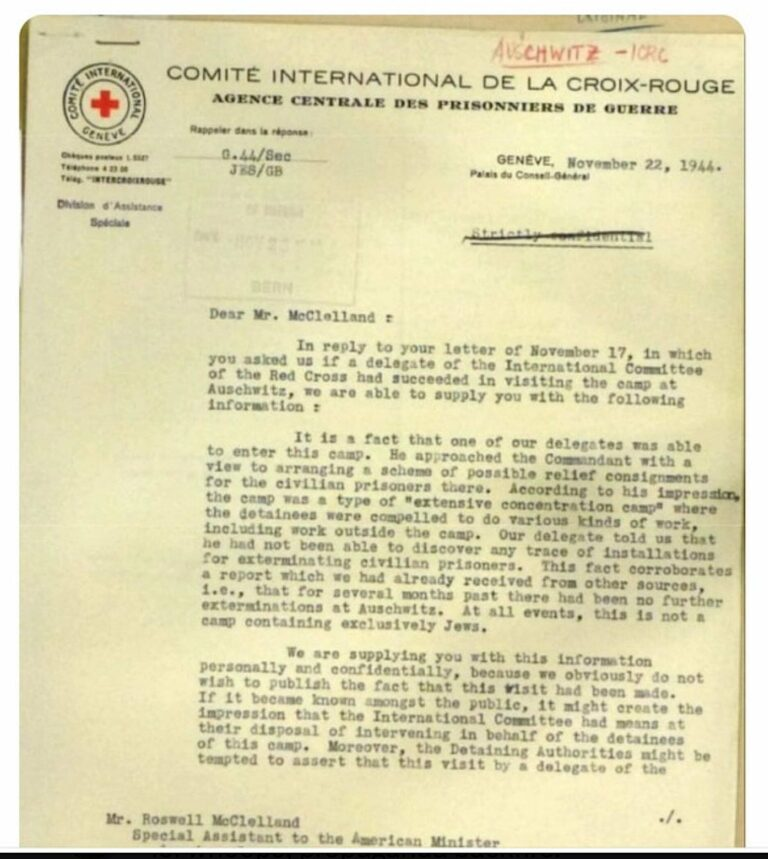 AUSCHWITZ - ICRC
COMITÉ INTERNATIONAL DE LA CROIX-ROUGE
AGENCE CENTRALE DES PRISONNIERS DE GUERRE
COMITÉ INTERNATIONAL
GENÈVE
Rappeler dans la réponse:
G.44/Sec
JES/GB
Chèques postaux I. 5527
Téléphone 4 23 05
Télég. "INTERCROIXROUGE"
Division d'Assistance
Spéciale
GENÈVE, November 22, 1944.
Palais du Conseil-Général
Strictly confidential
BERN
Dear Mr. McClelland :
In reply to your letter of November 17, in which
you asked us if a delegate of the International Committee
of the Red Cross had succeeded in visiting the camp at
Auschwitz, we are able to supply you with the following
information :
It is a fact that one of our delegates was able
to enter this camp. He approached the Commandant with a
view to arranging a scheme of possible relief consignments
for the civilian prisoners there. According to his impression,
the camp was a type of "extensive concentration camp" where
the detainees were compelled to do various kinds of work,
including work outside the camp. Our delegate told us that
he had not been able to discover any trace of installations
for exterminating civilian prisoners. This fact corroborates
a report which we had already received from other sources,
i.e., that for several months past there had been no further
exterminations at Auschwitz. At all events, this is not a
camp containing exclusively Jews.
We are supplying you with this information
personally and confidentially, because we obviously do not
wish to publish the fact that this visit had been made.
If it became known amongst the public, it might create the
impression that the International Committee had means at
their disposal of intervening in behalf of the detainees
of this camp. Moreover, the Detaining Authorities might be
tempted to assert that this visit by a delegate of the
./.
Mr. Roswell McClelland
Special Assistant to the American Minister